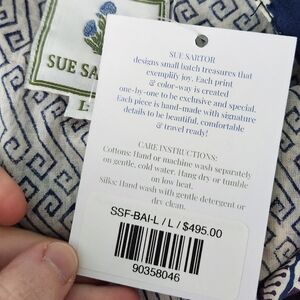 SUE SARTOR
designs small batch treasures that
exemplify joy. Each print
& color-way is created
one-by-one to be exclusive and special.
Each piece is hand-made with signature
details to be beautiful, comfortable
& travel ready!
CARE INSTRUCTIONS:
Cottons: Hand or machine wash separately
on gentle, cold water. Hang dry or tumble
on low heat.
Silks: Hand wash with gentle detergent or
dry clean.
SSF-BAI-L / L / $495.00
90358046
SUE SA
L